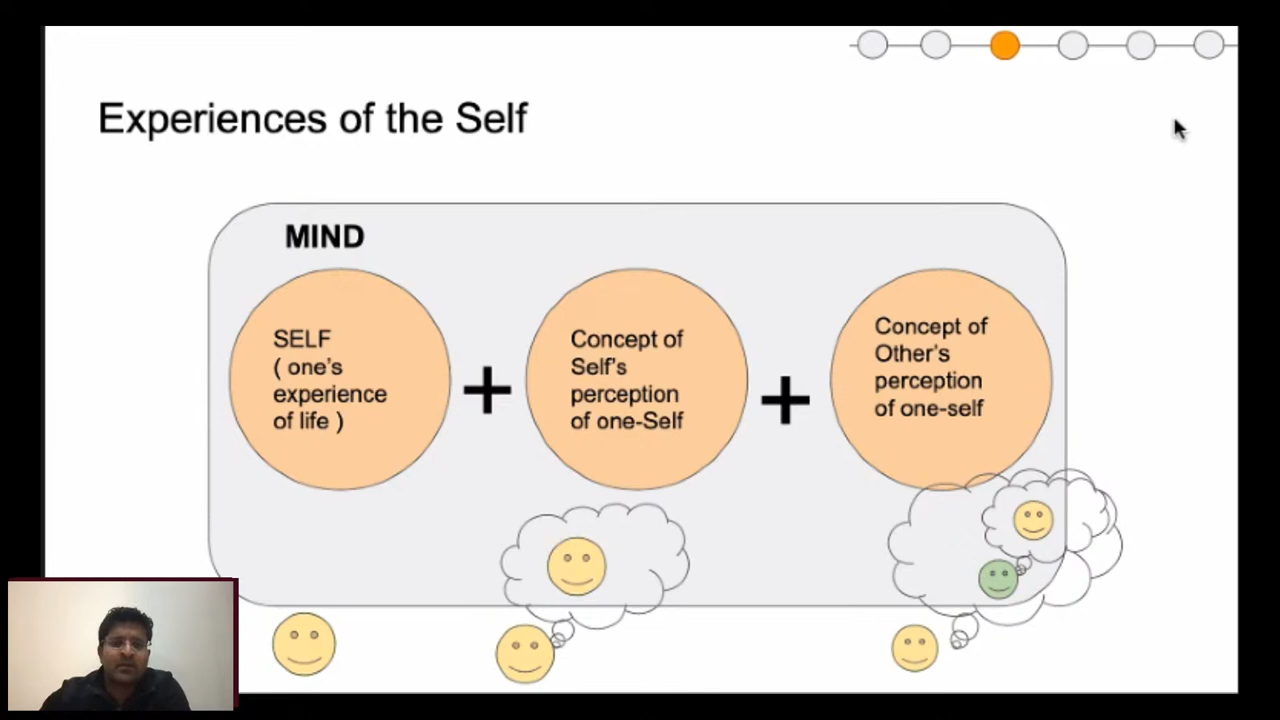 Experiences of the Self
MIND
SELF
( one's
experience
of life )
+
Concept of
Self's
perception
of one-Self
+
Concept of
Other's
perception
of one-self